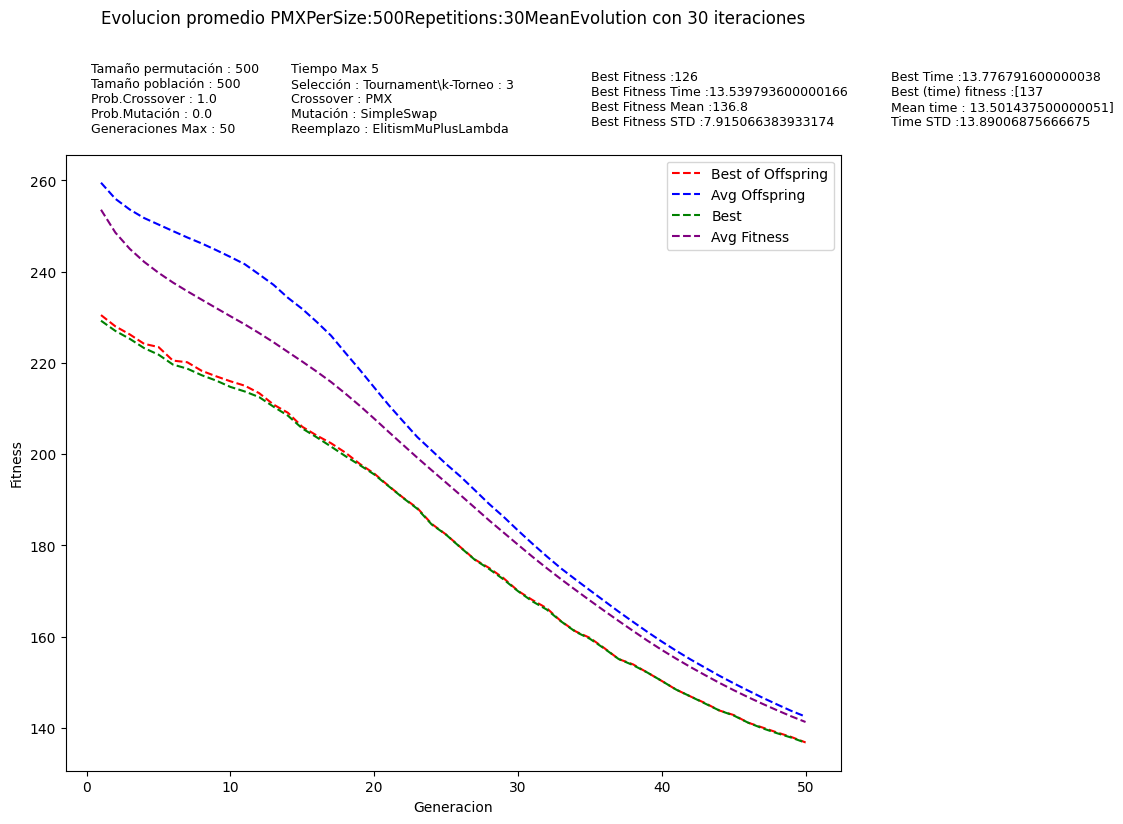 Evolucion promedio PMXPerSize:500Repetitions:30MeanEvolution con 30 iteraciones
Tamaño permutación : 500
Tamaño población : 500
Prob.Crossover : 1.0
Prob.Mutación : 0.0
Generaciones Max : 50
Tiempo Max 5
Selección : Tournament\k-Torneo : 3
Crossover : PMX
Mutación : SimpleSwap
Reemplazo : ElitismMuPlusLambda
Best Fitness :126
Best Fitness Time :13.539793600000166
Best Fitness Mean :136.8
Best Fitness STD :7.915066383933174
Best Time :13.776791600000038
Best (time) fitness :[137
Mean time : 13.5014375000000051]
Time STD :13.89006875666675
Best of Offspring
Avg Offspring
Best
Avg Fitness
260
240
220
200
180
160
140
Fitness
0
10
20
30
40
50
Generacion